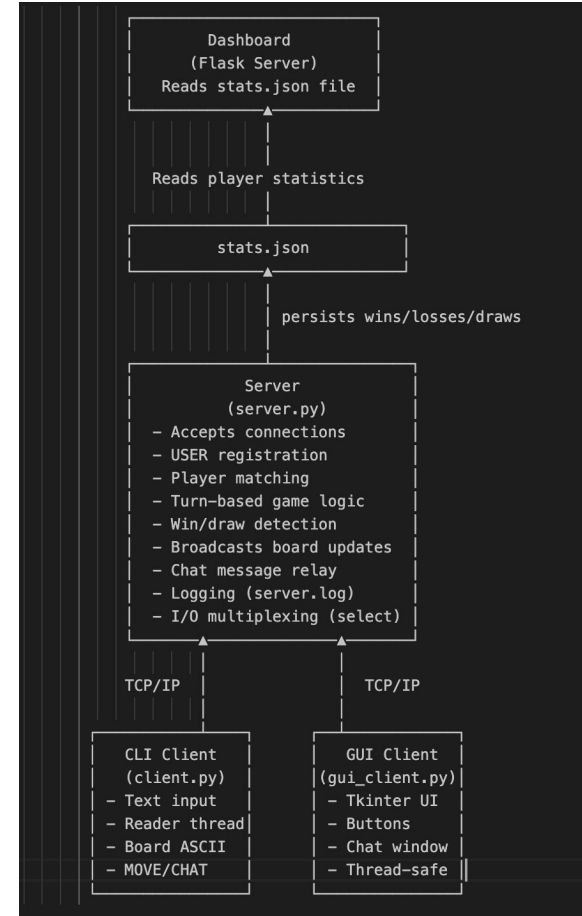 Dashboard
(Flask Server)
Reads stats.json file
Reads player statistics
stats.json
persists wins/losses/draws
Server
(server.py)
- Accepts connections
- USER registration
- Player matching
- Turn-based game logic
- Win/draw detection
- Broadcasts board updates
- Chat message relay
- Logging (server.log)
- I/O multiplexing (select)
TCP/IP
TCP/IP
CLI Client
(client.py)
- Text input
- Reader thread
- Board ASCII
- MOVE/CHAT
GUI Client
(gui_client.py)
- Tkinter UI
- Buttons
- Chat window
- Thread-safe